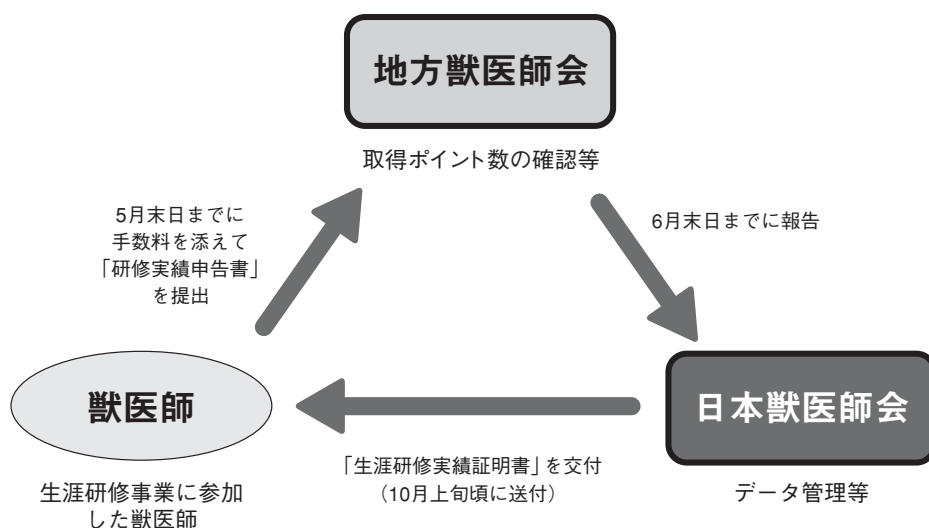 地方獣医師会
取得ポイント数の確認等
5月末日までに
手数料を添えて
「研修実績申告書」
を提出
6月末日までに報告
獣医師
生涯研修事業に参加
した獣医師
日本獣医師会
データ管理等
「生涯研修実績証明書」を交付
（10月上旬頃に送付）